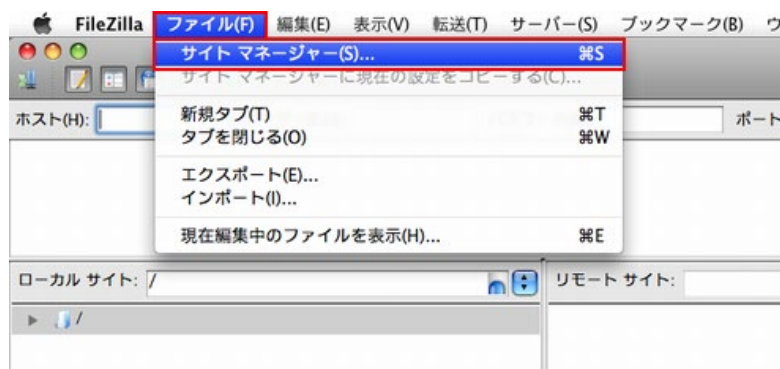 FileZilla ファイル(F) 編集(E) 表示(V) 転送(T) サーバー(S) ブックマーク(B) ウ
サイト マネージャー(S)... ⌘S
サイト マネージャーに現在の設定をコピーする(C)...
ホスト(H): ポート
新規タブ(T) ⌘T
タブを閉じる(O) ⌘W
エクスポート(E)...
インポート(I)...
現在編集中のファイルを表示(H)... ⌘E
ローカル サイト: / リモート サイト:
/